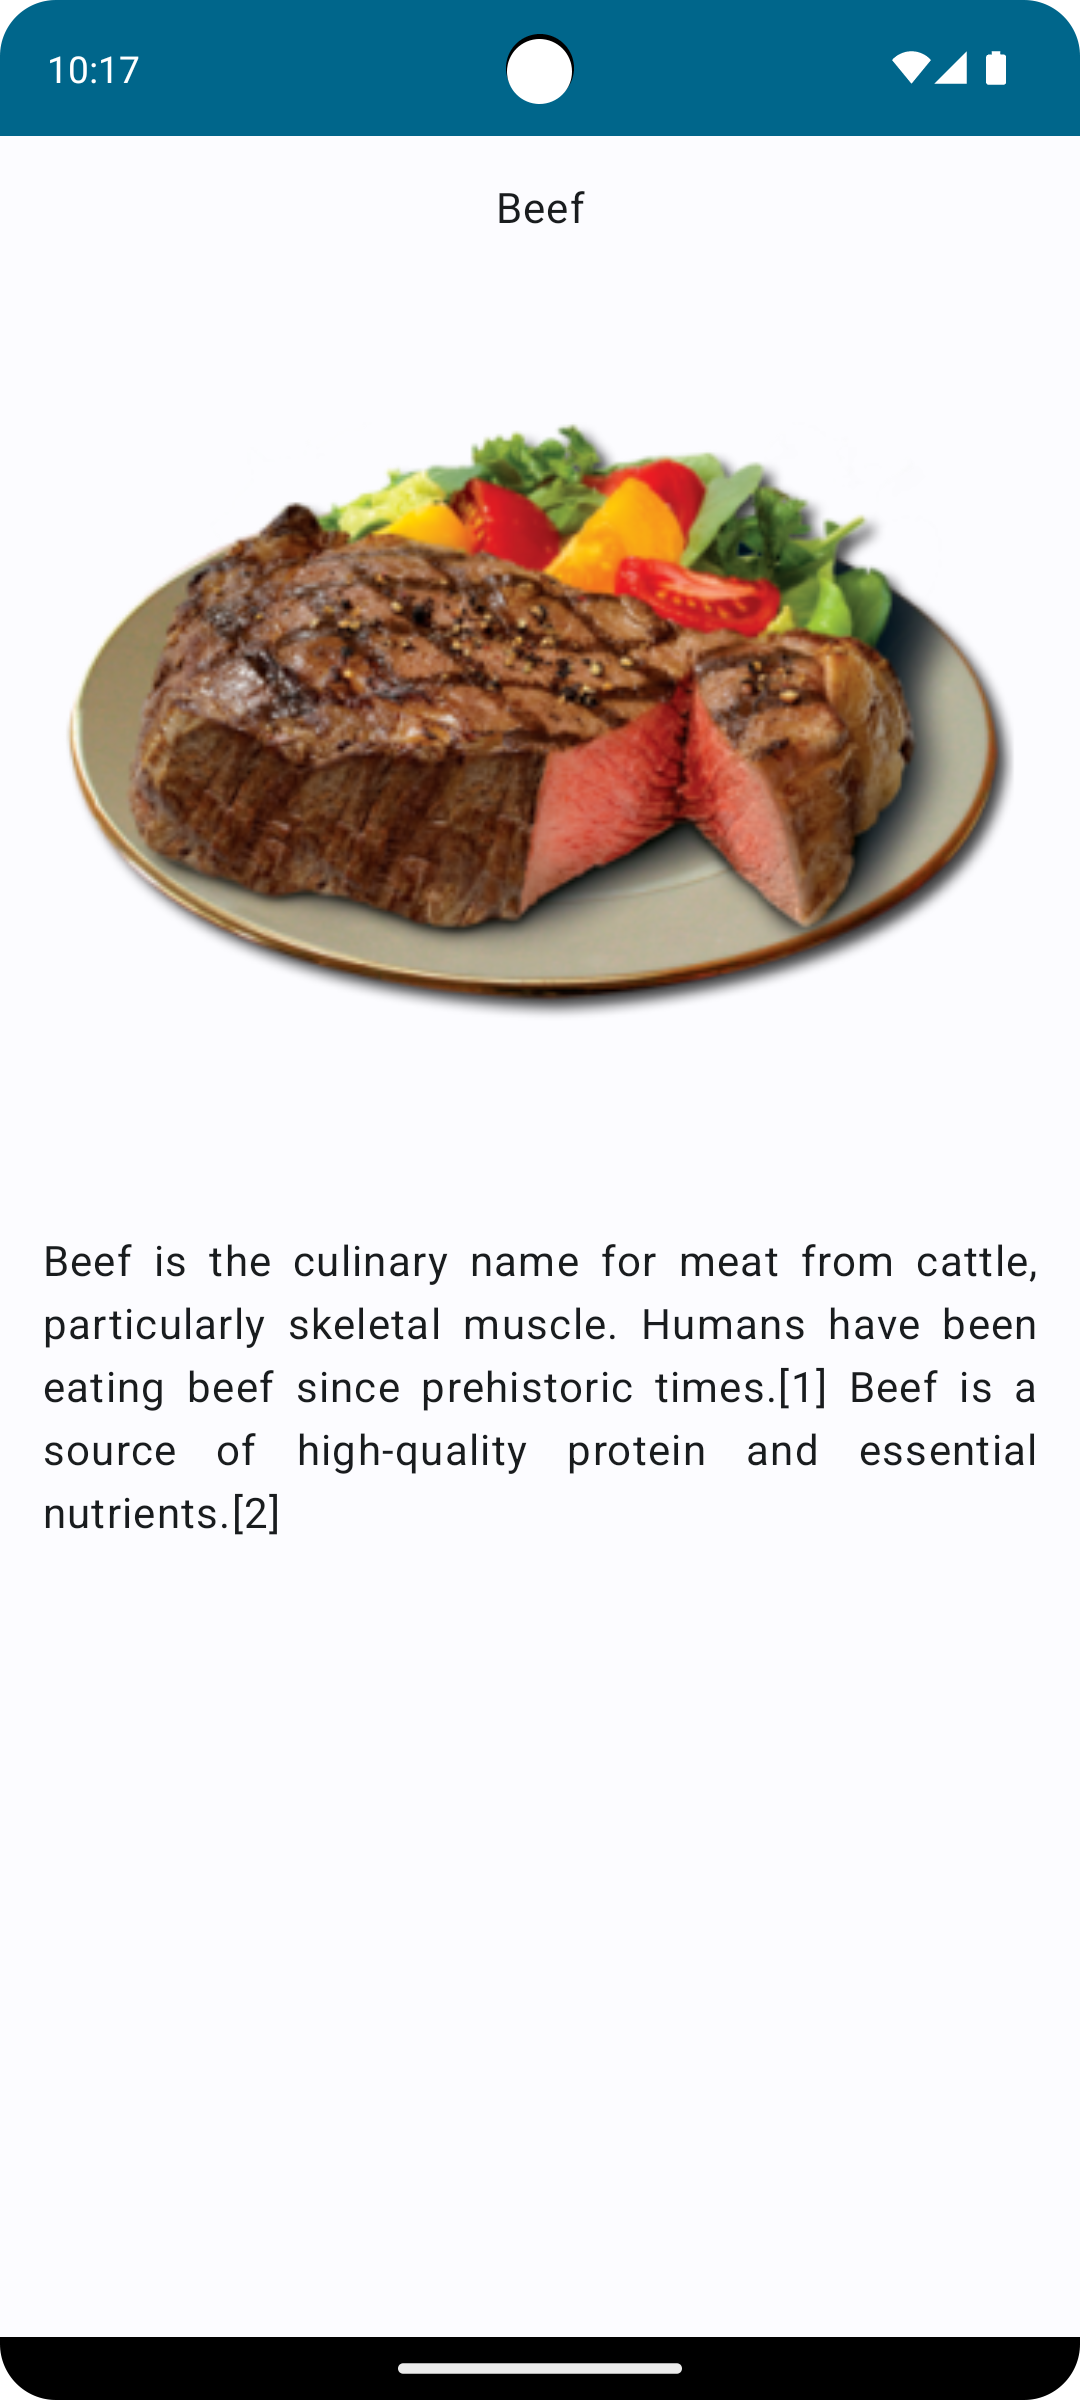 10:17
Beef
Beef is the culinary name for meat from cattle,
particularly skeletal muscle. Humans have been
eating beef since prehistoric times.[1] Beef is a
source of high-quality protein and essential
nutrients.[2]